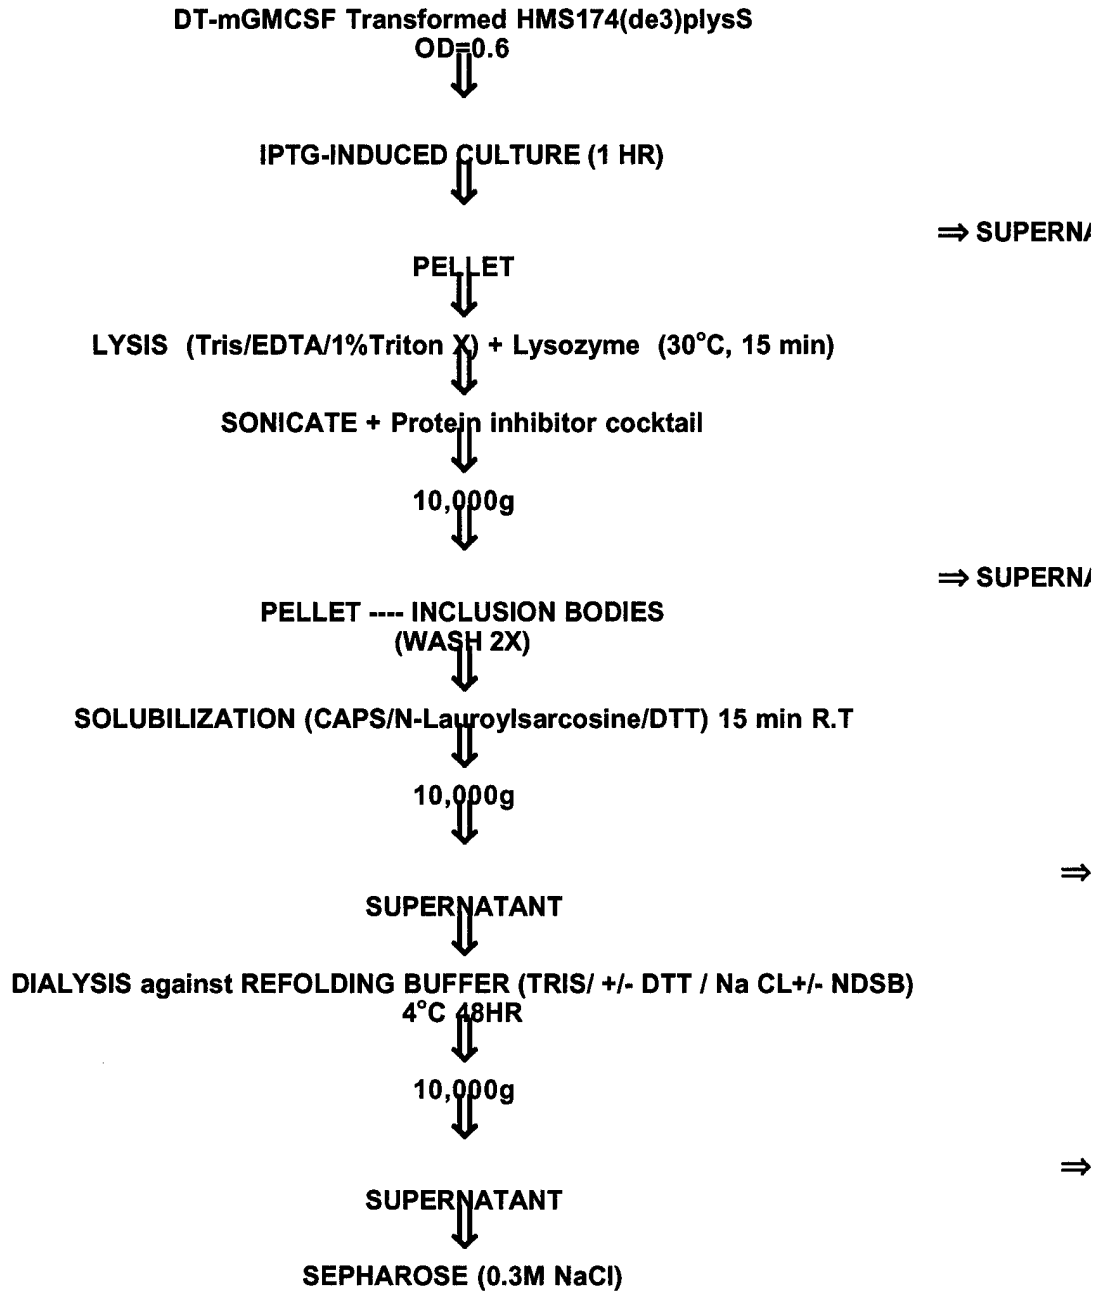 DT-mGMCSF Transformed HMS174(de3)plysS
OD=0.6
⇓
IPTG-INDUCED CULTURE (1 HR)
⇓
⇒ SUPERNA
PELLET
⇓
LYSIS (Tris/EDTA/1%Triton X) + Lysozyme (30°C, 15 min)
⇓
SONICATE + Protein inhibitor cocktail
⇓
10,000g
⇓
⇒ SUPERNA
PELLET ---- INCLUSION BODIES
(WASH 2X)
⇓
SOLUBILIZATION (CAPS/N-Lauroylsarcosine/DTT) 15 min R.T
⇓
10,000g
⇓
⇒
SUPERNATANT
⇓
DIALYSIS against REFOLDING BUFFER (TRIS/ +/- DTT / Na CL+/- NDSB)
4°C 48HR
⇓
10,000g
⇓
⇒
SUPERNATANT
⇓
SEPHAROSE (0.3M NaCl)